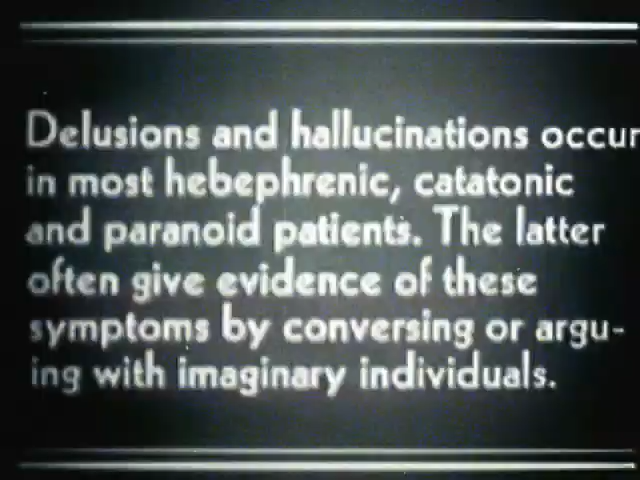 Delusions and hallucinations occur
in most hebephrenic, catatonic
and paranoid patients. The latter
often give evidence of these
symptoms by conversing or argu-
ing with imaginary individuals.